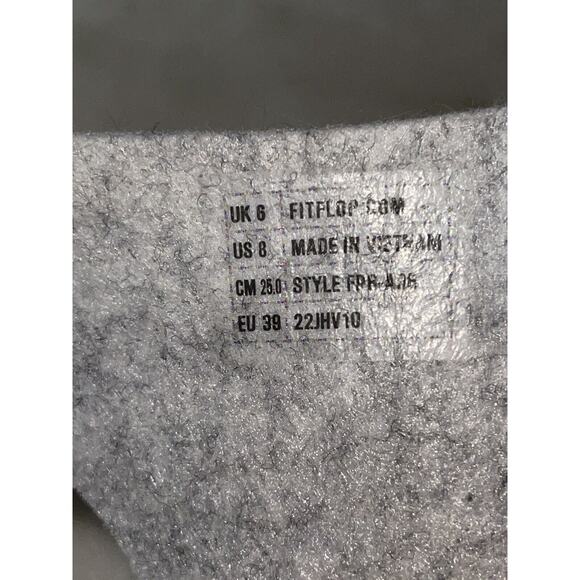 UK 6 FITFLOP.COM
US 8 MADE IN VIETNAM
CM 25.0 STYLE
EU 39 22JHV10